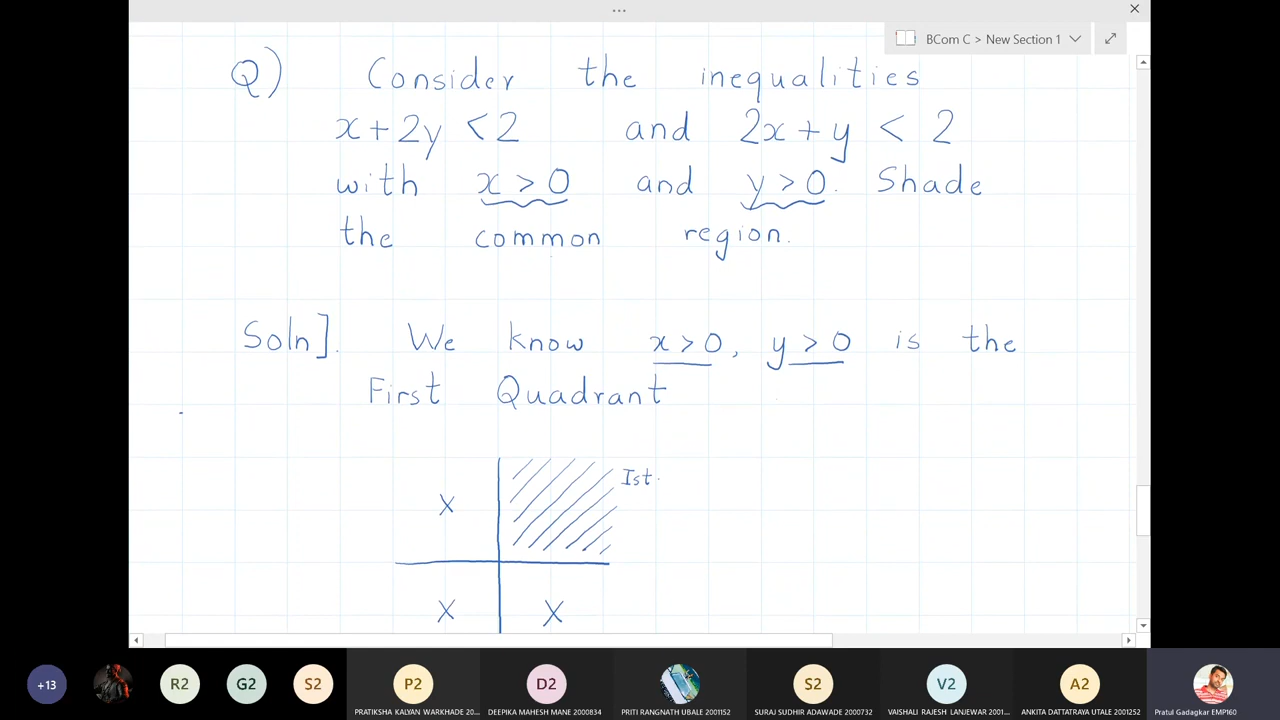 BCom C > New Section 1
Q) Consider the inequalities
x + 2y < 2 and 2x + y < 2
with x > 0 and y > 0. Shade
the common region.
Soln]. We know x > 0, y > 0 is the
First Quadrant
Ist.
X
X X
+13 R2 G2 S2 P2 D2 S2 V2 A2
PRATIKSHA KALYAN WARKHADE 20... DEEPIKA MAHESH MANE 2000834 PRITI RANGNATH UBALE 2001152 SURAJ SUDHIR ADAWADE 2000732 VAISHALI RAJESH LANJEWAR 2001... ANKITA DATTATRAYA UTALE 2001252 Pratul Gadagkar EMP160